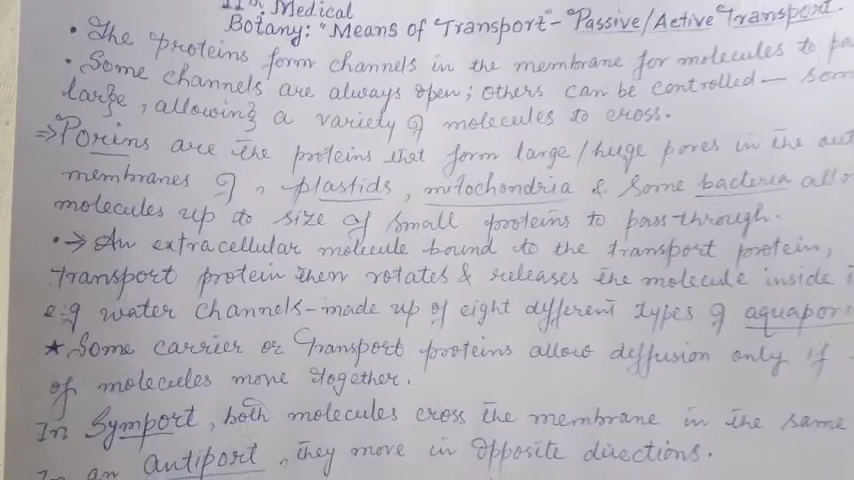 11th Medical
Botany: "Means of Transport" - Passive/Active Transport.
• The proteins form channels in the membrane for molecules to
• Some channels are always open; others can be controlled —
large, allowing a variety of molecules to cross.
⇒ Porins are the proteins that form large/huge pores in the
membranes of , plastids, mitochondria & some bacteria
molecules up to size of small proteins to pass-through.
• → An extracellular molecule bound to the transport protein,
transport protein then rotates & releases the molecule inside
e:g water channels - made up of eight different types of
★ Some carrier or Transport proteins allow diffusion only if
of molecules move together.
In Symport, both molecules cross the membrane in the same
In an antiport, they move in opposite directions.